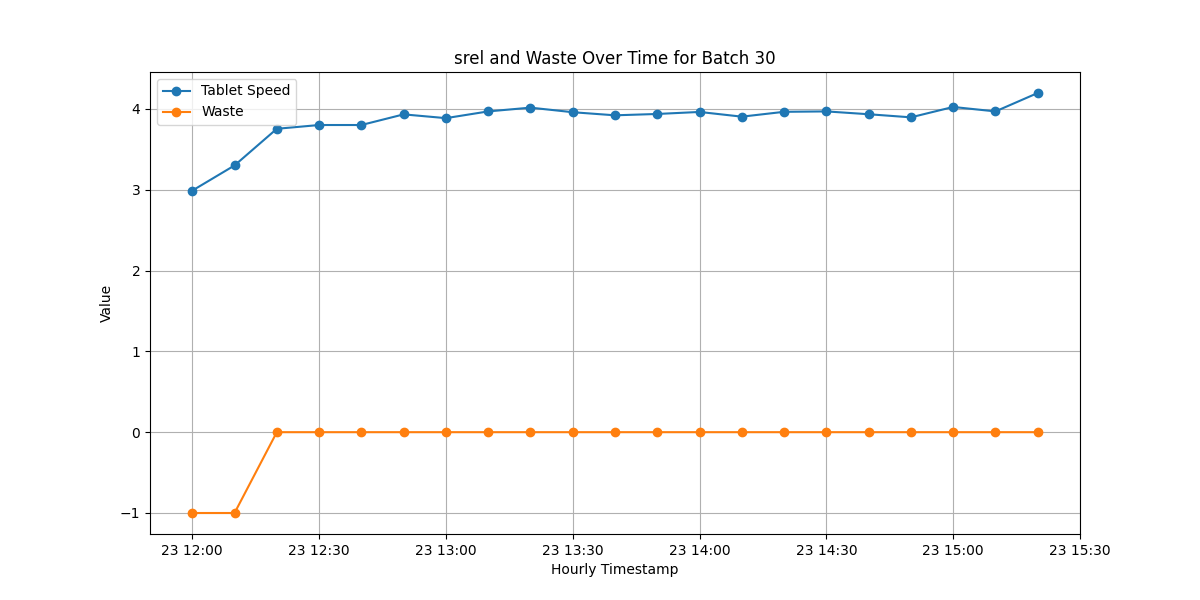 srel and Waste Over Time for Batch 30
Tablet Speed
Waste
4
3
2
1
0
−1
Value
23 12:00 23 12:30 23 13:00 23 13:30 23 14:00 23 14:30 23 15:00 23 15:30
Hourly Timestamp